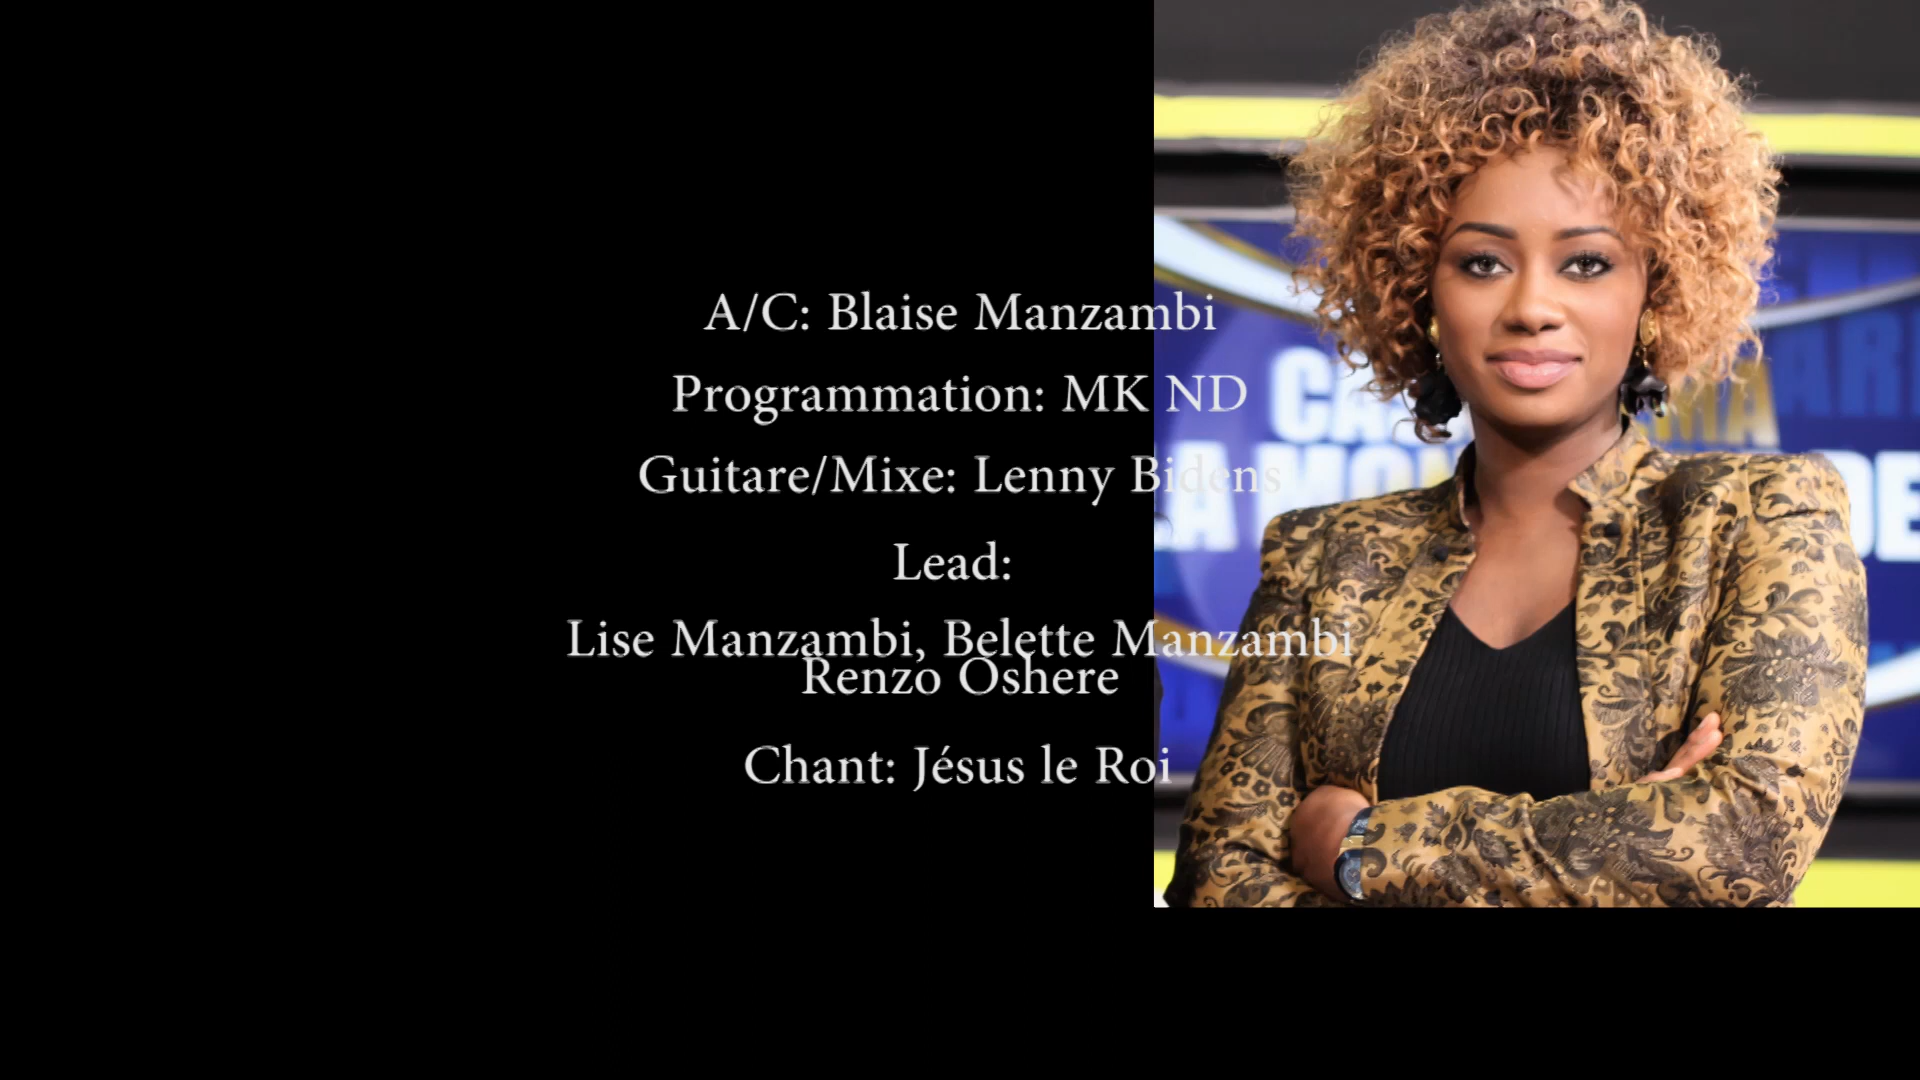 A/C: Blaise Manzambi
Programmation: MK ND
Guitare/Mixe: Lenny Bidens
Lead:
Lise Manzambi, Belette Manzambi
Renzo Oshere
Chant: Jésus le Roi